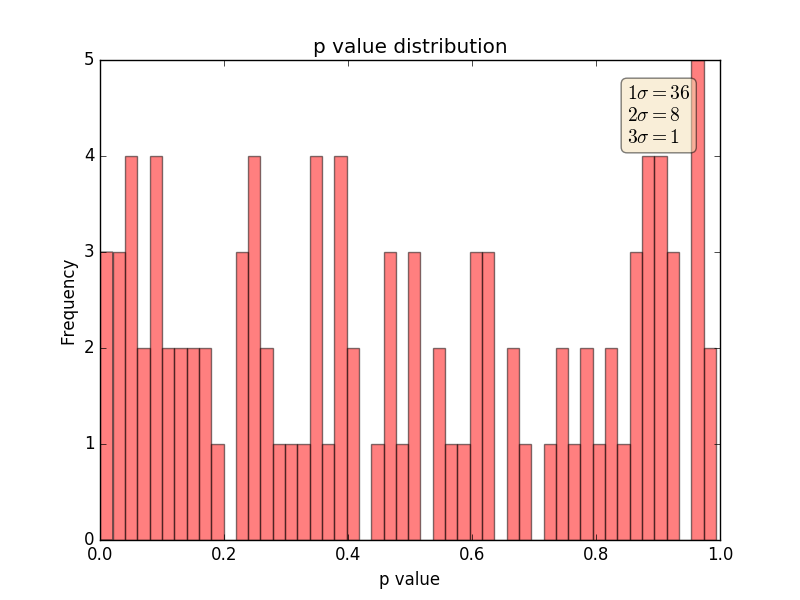 p value distribution
5
1σ = 36
2σ = 8
3σ = 1
4
3
2
1
0
Frequency
0.0 0.2 0.4 0.6 0.8 1.0
p value